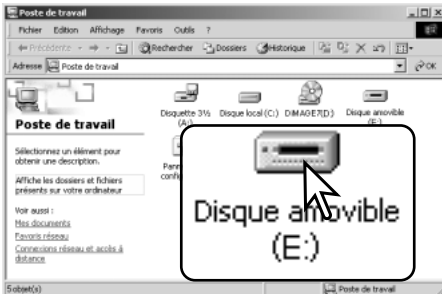 Poste de travail
Fichier Edition Affichage Favoris Outils ?
Précédente Rechercher Dossiers Historique
Adresse Poste de travail OK
Poste de travail
Sélectionnez un élément pour
obtenir une description.
Affiche les dossiers et fichiers
présents sur votre ordinateur
Voir aussi :
Mes documents
Favoris réseau
Connexions réseau et accès à
distance
Disquette 3½
(A:)
Disque local (C:)
DiMAGE7(D:)
Disque amovible
(E:)
Pann
config
Disque amovible
(E:)
5 objet(s)
Poste de travail